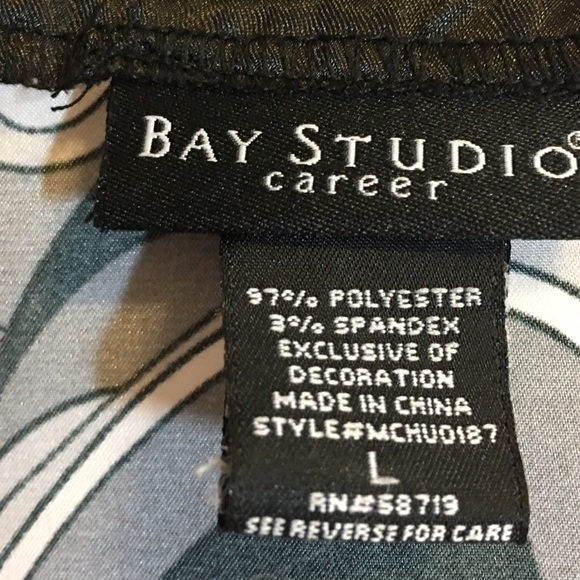 BAY STUDIO®
career
97% POLYESTER
3% SPANDEX
EXCLUSIVE OF
DECORATION
MADE IN CHINA
STYLE#MCHU0187
L
RN#58719
SEE REVERSE FOR CARE